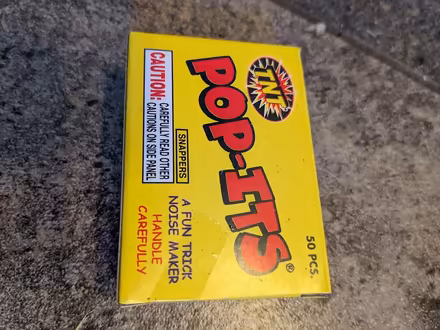 TNT
POP-ITS®
SNAPPERS
CAUTION: CAREFULLY READ OTHER
CAUTIONS ON SIDE PANEL
A FUN TRICK
NOISE MAKER
HANDLE
CAREFULLY
50 PCS.